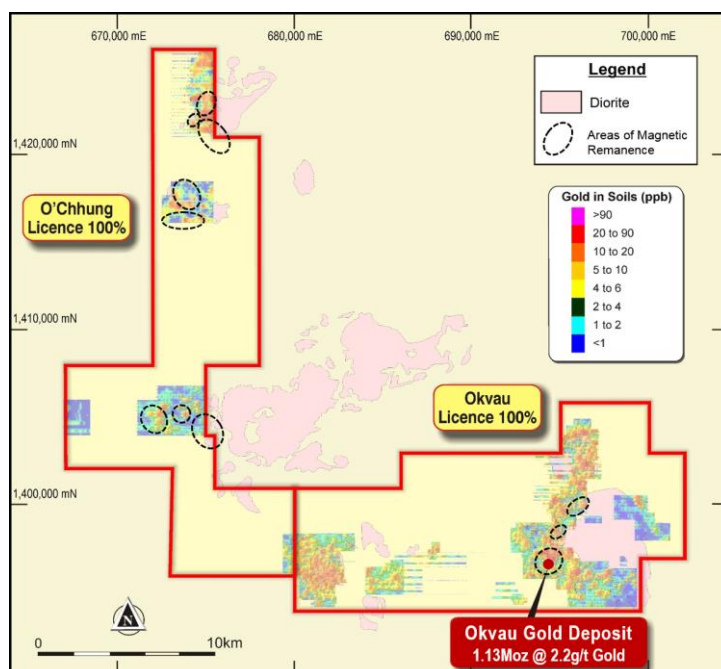 670,000 mE
680,000 mE
690,000 mE
700,000 mE
Legend
Diorite
Areas of Magnetic
Remanence
1,420,000 mN
O'Chhung
Licence 100%
Gold in Soils (ppb)
>90
20 to 90
10 to 20
5 to 10
4 to 6
2 to 4
1 to 2
<1
1,410,000 mN
Okvau
Licence 100%
1,400,000 mN
N
0
10km
Okvau Gold Deposit
1.13Moz @ 2.2g/t Gold